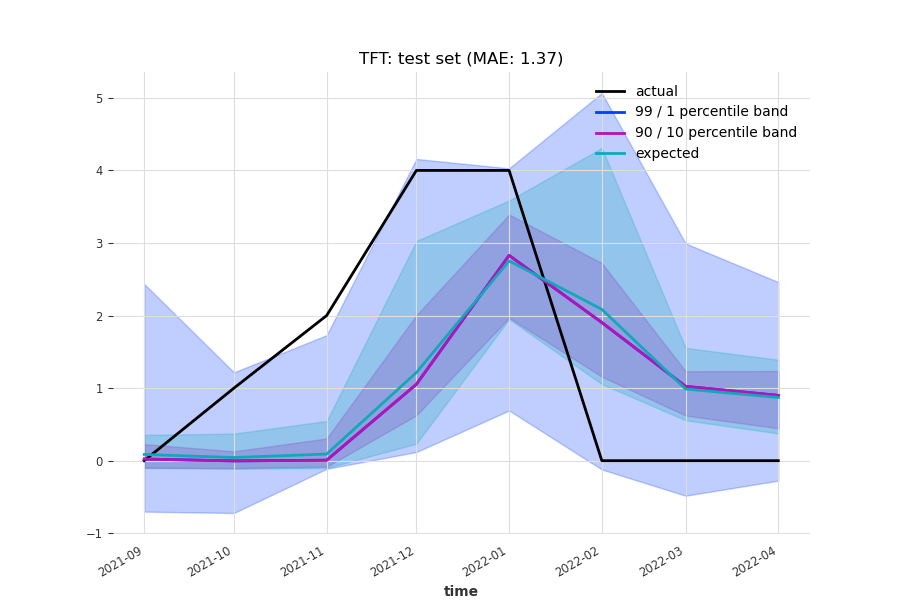 TFT: test set (MAE: 1.37)
actual
99 / 1 percentile band
90 / 10 percentile band
expected
5
4
3
2
1
0
−1
2021-09
2021-10
2021-11
2021-12
2022-01
2022-02
2022-03
2022-04
time